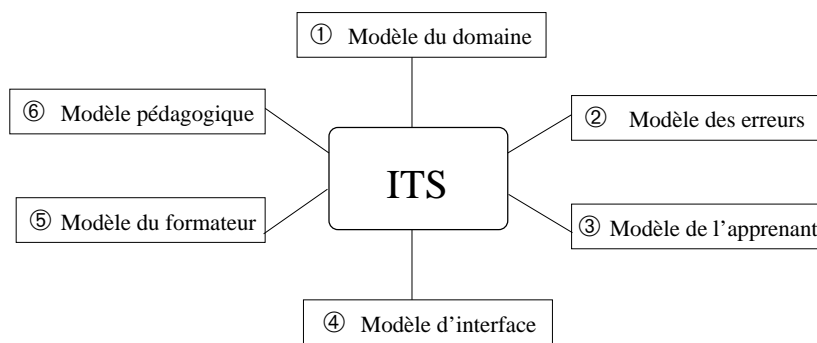 ① Modèle du domaine
⑥ Modèle pédagogique
② Modèle des erreurs
ITS
⑤ Modèle du formateur
③ Modèle de l’apprenant
④ Modèle d’interface